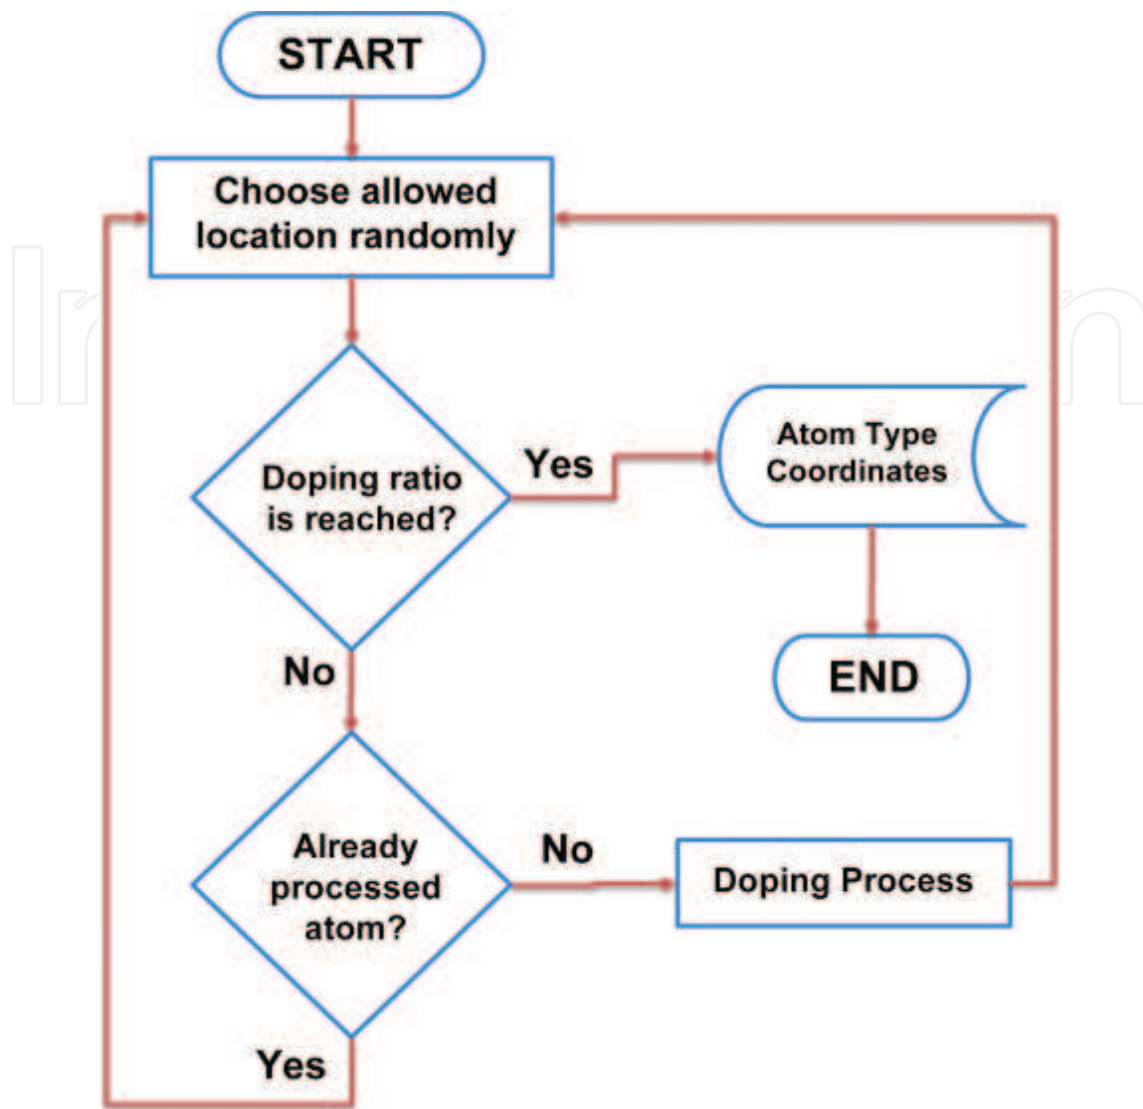 START
Choose allowed
location randomly
Doping ratio
is reached?
Yes
Atom Type
Coordinates
No
END
Already
processed
atom?
No
Doping Process
Yes